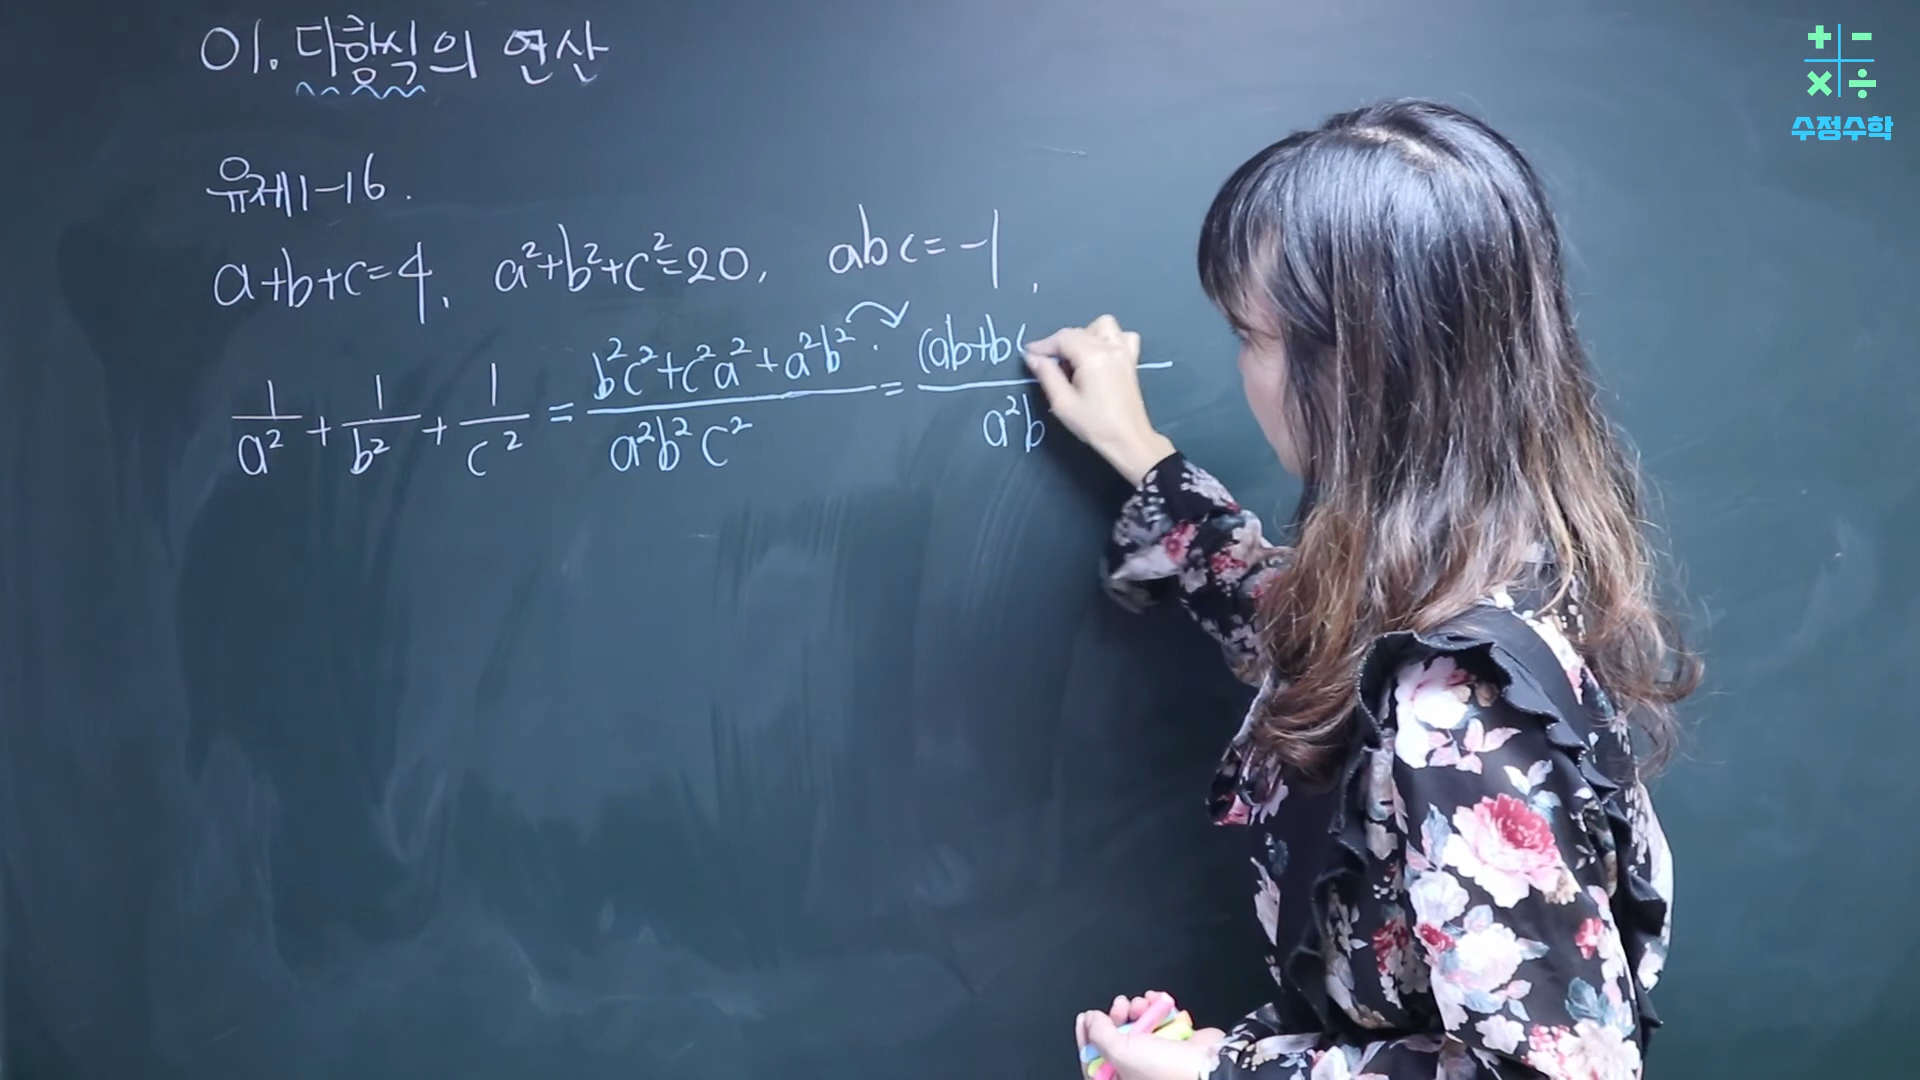 01. 다항식의 연산
유제1-16.
a+b+c=4, a²+b²+c²=20, abc=-1,
1/a² + 1/b² + 1/c² = (b²c²+c²a²+a²b²)/(a²b²c²) = (ab+bc / a²b
+ - × ÷
수정수학